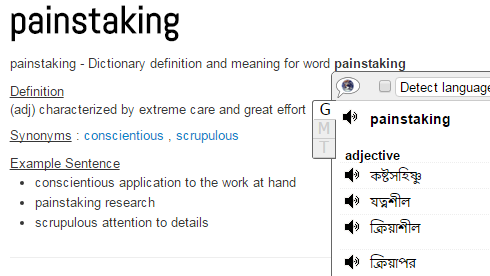 painstaking
painstaking - Dictionary definition and meaning for word painstaking
Definition
(adj) characterized by extreme care and great effort
Synonyms : conscientious , scrupulous
Example Sentence
conscientious application to the work at hand
painstaking research
scrupulous attention to details
Detect language
G
M
T
painstaking
adjective
কষ্টসহিষ্ণু
যত্নশীল
ক্রিয়াশীল
ক্রিয়াপর